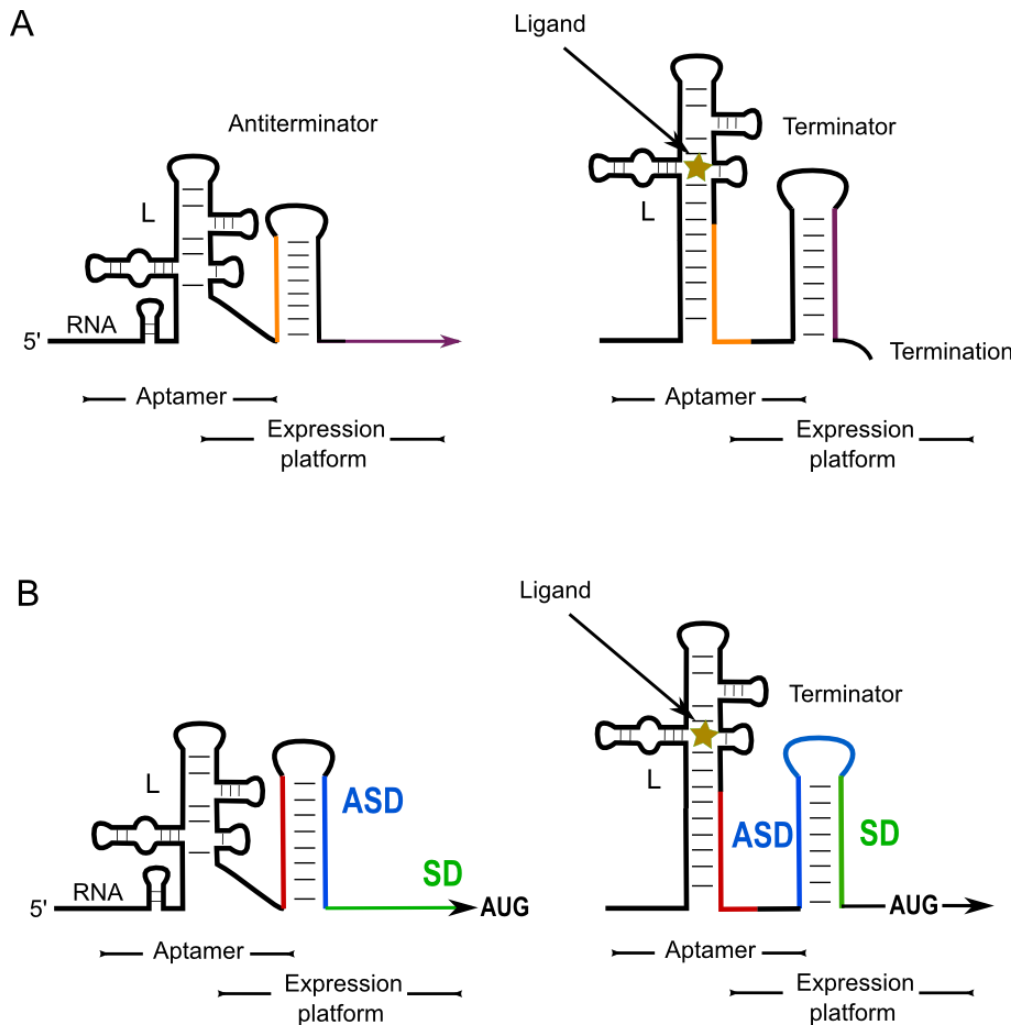 A
Ligand
Antiterminator
Terminator
L
L
RNA
5'
Termination
Aptamer
Aptamer
Expression
platform
Expression
platform
B
Ligand
Terminator
ASD
L
L
ASD
SD
SD
RNA
5'
AUG
AUG
Aptamer
Aptamer
Expression
platform
Expression
platform